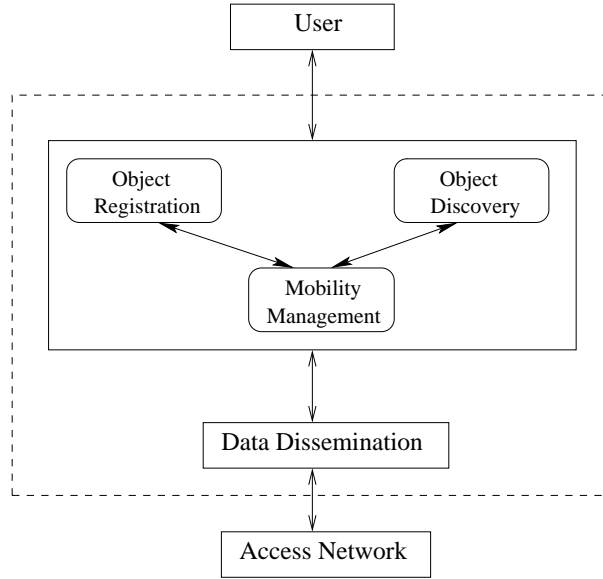 User
Object
Registration
Object
Discovery
Mobility
Management
Data Dissemination
Access Network